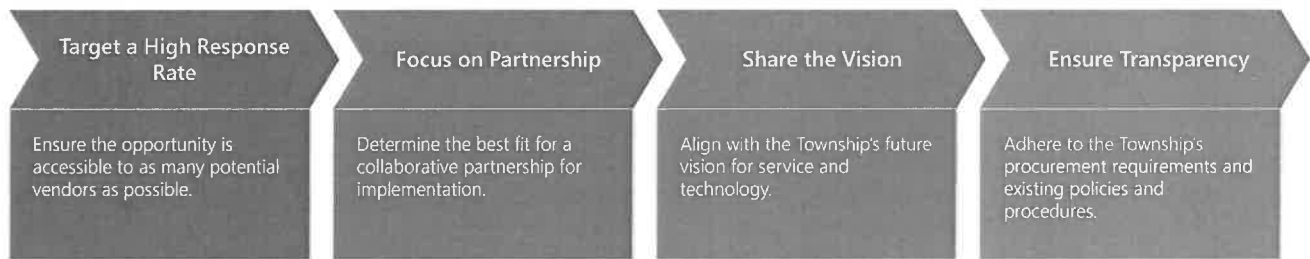 Target a High Response
Rate
Ensure the opportunity is
accessible to as many potential
vendors as possible.
Focus on Partnership
Determine the best fit for a
collaborative partnership for
implementation.
Share the Vision
Align with the Township's future
vision for service and
technology.
Ensure Transparency
Adhere to the Township's
procurement requirements and
existing policies and
procedures.